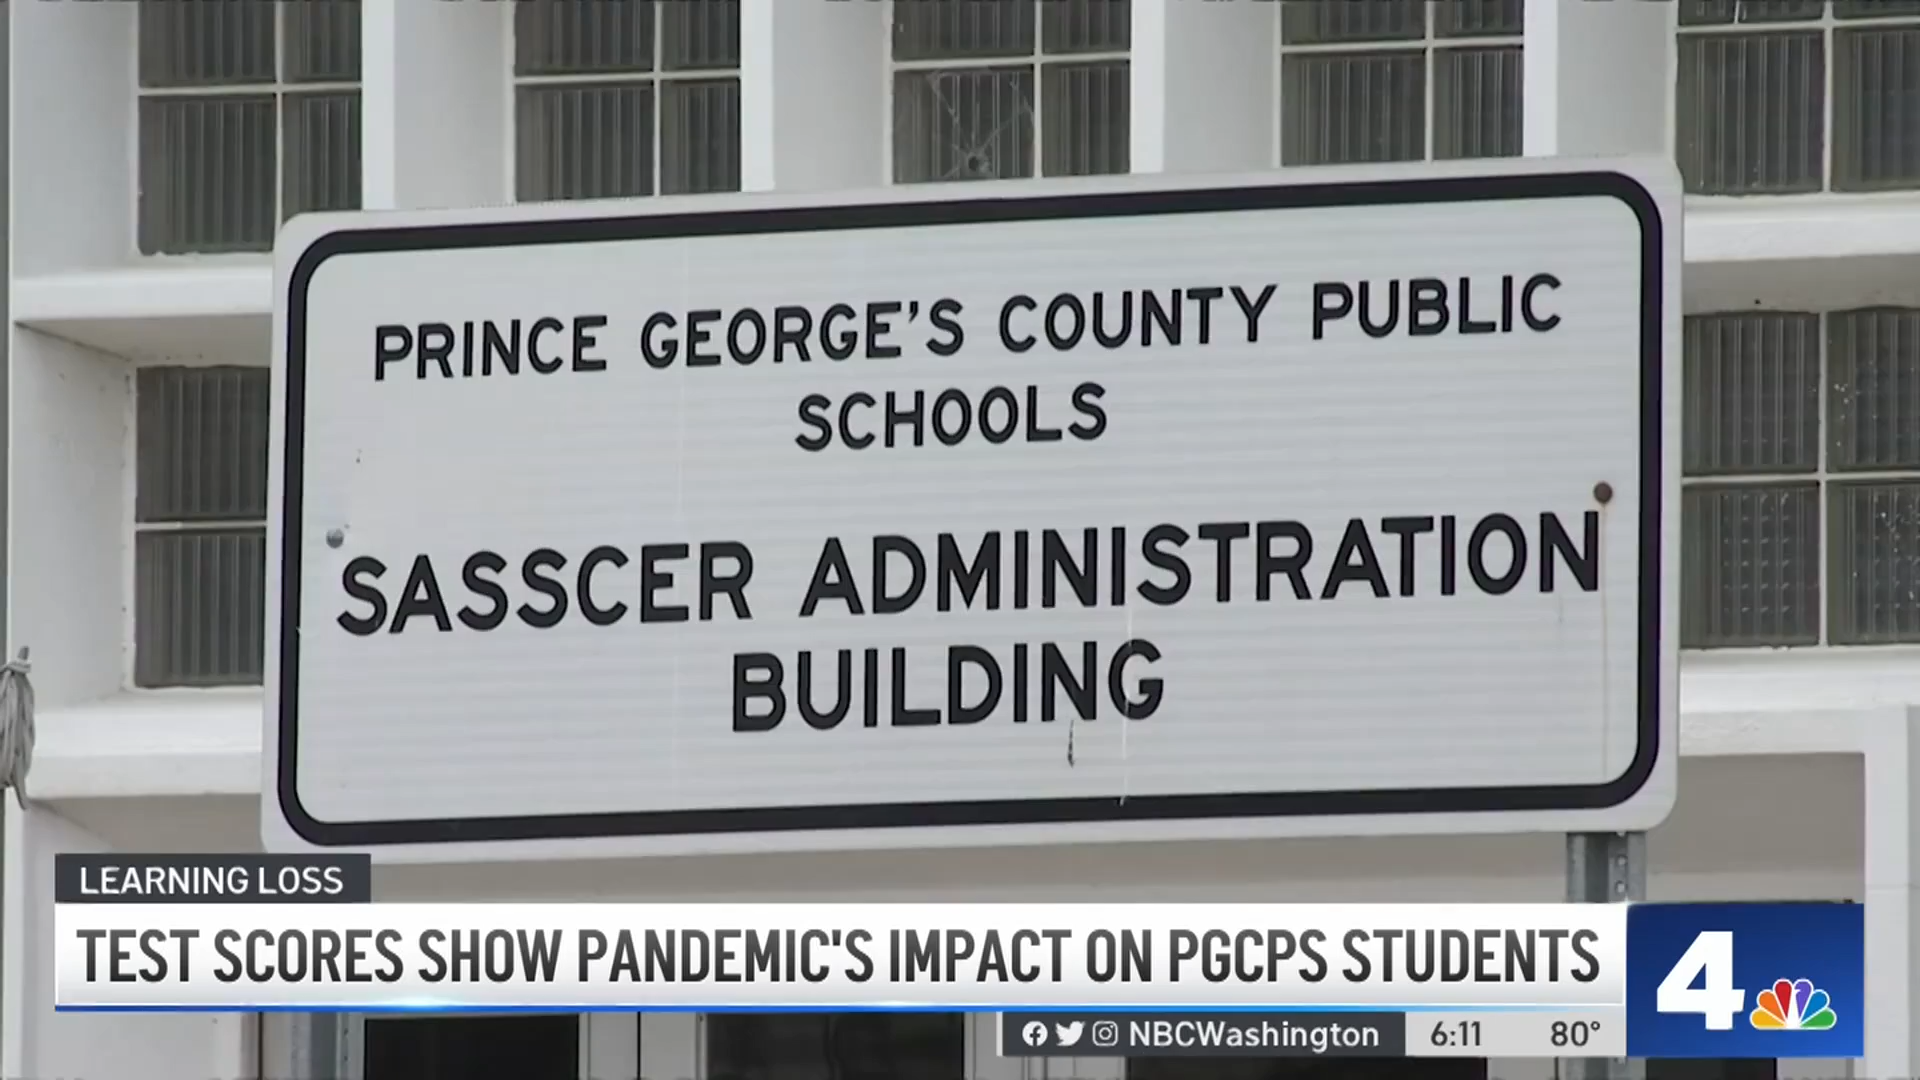 PRINCE GEORGE'S COUNTY PUBLIC
SCHOOLS
SASSCER ADMINISTRATION
BUILDING
LEARNING LOSS
TEST SCORES SHOW PANDEMIC'S IMPACT ON PGCPS STUDENTS
4
NBCWashington 6:11 80°